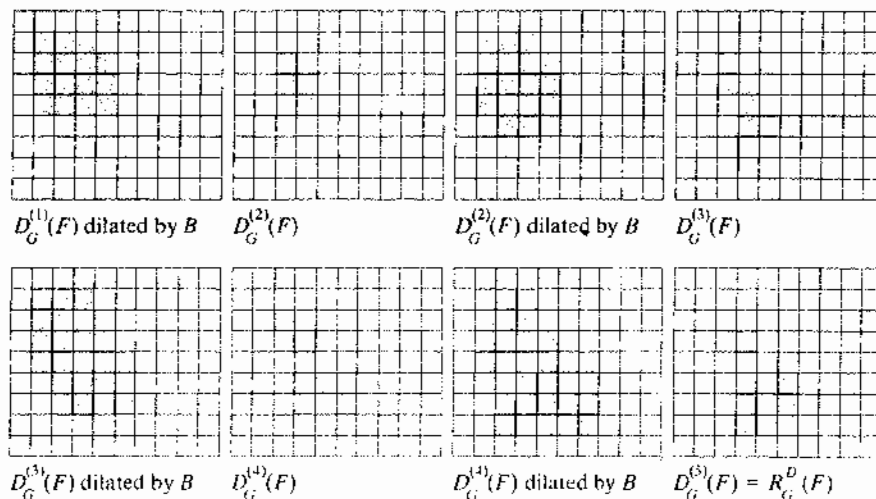 D_G^(1)(F) dilated by B D_G^(2)(F) D_G^(2)(F) dilated by B D_G^(3)(F)
D_G^(3)(F) dilated by B D_G^(4)(F) D_G^(4)(F) dilated by B D_G^(5)(F) = R_G^D(F)